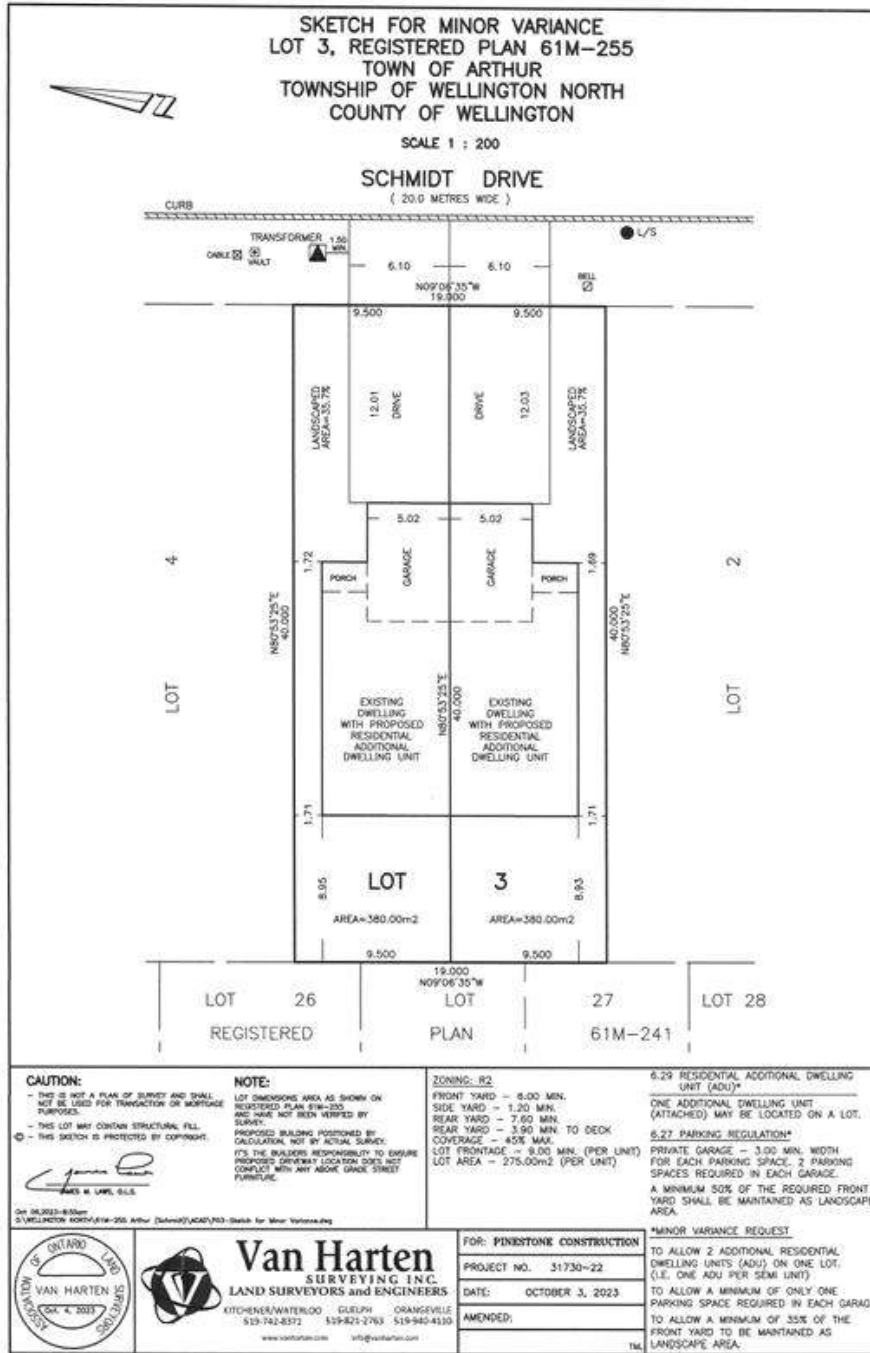 SKETCH FOR MINOR VARIANCE
LOT 3, REGISTERED PLAN 61M-255
TOWN OF ARTHUR
TOWNSHIP OF WELLINGTON NORTH
COUNTY OF WELLINGTON
SCALE 1 : 200
SCHMIDT DRIVE
( 20.0 METRES WIDE )
CURB
TRANSFORMER
1.50
MIN.
L/S
CABLE
VAULT
6.10
6.10
BELL
N09°06'35"W
19.000
9.500
9.500
LANDSCAPED
AREA=35.7%
12.01
DRIVE
DRIVE
12.03
LANDSCAPED
AREA=35.7%
5.02
5.02
GARAGE
GARAGE
1.72
1.69
PORCH
PORCH
LOT 4
LOT 2
N80°53'25"E
40.000
N80°53'25"E
40.000
N80°53'25"E
40.000
EXISTING
DWELLING
WITH PROPOSED
RESIDENTIAL
ADDITIONAL
DWELLING UNIT
EXISTING
DWELLING
WITH PROPOSED
RESIDENTIAL
ADDITIONAL
DWELLING UNIT
1.71
1.71
8.95
LOT 3
8.93
AREA=380.00m2
AREA=380.00m2
9.500
9.500
19.000
N09°06'35"W
LOT 26
LOT 27
LOT 28
REGISTERED PLAN 61M-241
CAUTION:
- THIS IS NOT A PLAN OF SURVEY AND SHALL
NOT BE USED FOR TRANSACTION OR MORTGAGE
PURPOSES.
- THIS LOT MAY CONTAIN STRUCTURAL FILL.
© - THIS SKETCH IS PROTECTED BY COPYRIGHT.
JAMES M. LAWS, O.L.S.
NOTE:
LOT DIMENSIONS AREA AS SHOWN ON
REGISTERED PLAN 61M-255
AND HAVE NOT BEEN VERIFIED BY
SURVEY.
PROPOSED BUILDING POSITIONED BY
CALCULATION, NOT BY ACTUAL SURVEY.
IT'S THE BUILDERS RESPONSIBILITY TO ENSURE
PROPOSED DRIVEWAY LOCATION DOES NOT
CONFLICT WITH ANY ABOVE GRADE STREET
FURNITURE.
ZONING: R2
FRONT YARD - 6.00 MIN.
SIDE YARD - 1.20 MIN.
REAR YARD - 7.60 MIN.
REAR YARD - 3.90 MIN. TO DECK
COVERAGE - 45% MAX.
LOT FRONTAGE - 9.00 MIN. (PER UNIT)
LOT AREA - 275.00m2 (PER UNIT)
6.29 RESIDENTIAL ADDITIONAL DWELLING
UNIT (ADU)*
ONE ADDITIONAL DWELLING UNIT
(ATTACHED) MAY BE LOCATED ON A LOT.
6.27 PARKING REGULATION*
PRIVATE GARAGE - 3.00 MIN. WIDTH
FOR EACH PARKING SPACE. 2 PARKING
SPACES REQUIRED IN EACH GARAGE.
A MINIMUM 50% OF THE REQUIRED FRONT
YARD SHALL BE MAINTAINED AS LANDSCAPE
AREA.
*MINOR VARIANCE REQUEST
TO ALLOW 2 ADDITIONAL RESIDENTIAL
DWELLING UNITS (ADU) ON ONE LOT.
(I.E. ONE ADU PER SEMI UNIT)
TO ALLOW A MINIMUM OF ONLY ONE
PARKING SPACE REQUIRED IN EACH GARAG
TO ALLOW A MINIMUM OF 35% OF THE
FRONT YARD TO BE MAINTAINED AS
LANDSCAPE AREA.
ASSOCIATION OF ONTARIO LAND SURVEYORS
VAN HARTEN
Oct. 4, 2023
Van Harten
SURVEYING INC.
LAND SURVEYORS and ENGINEERS
KITCHENER/WATERLOO GUELPH ORANGEVILLE
519-742-8371 519-821-2763 519-940-4110
www.vanharten.com info@vanharten.com
FOR: PINESTONE CONSTRUCTION
PROJECT NO. 31730-22
DATE: OCTOBER 3, 2023
AMENDED: